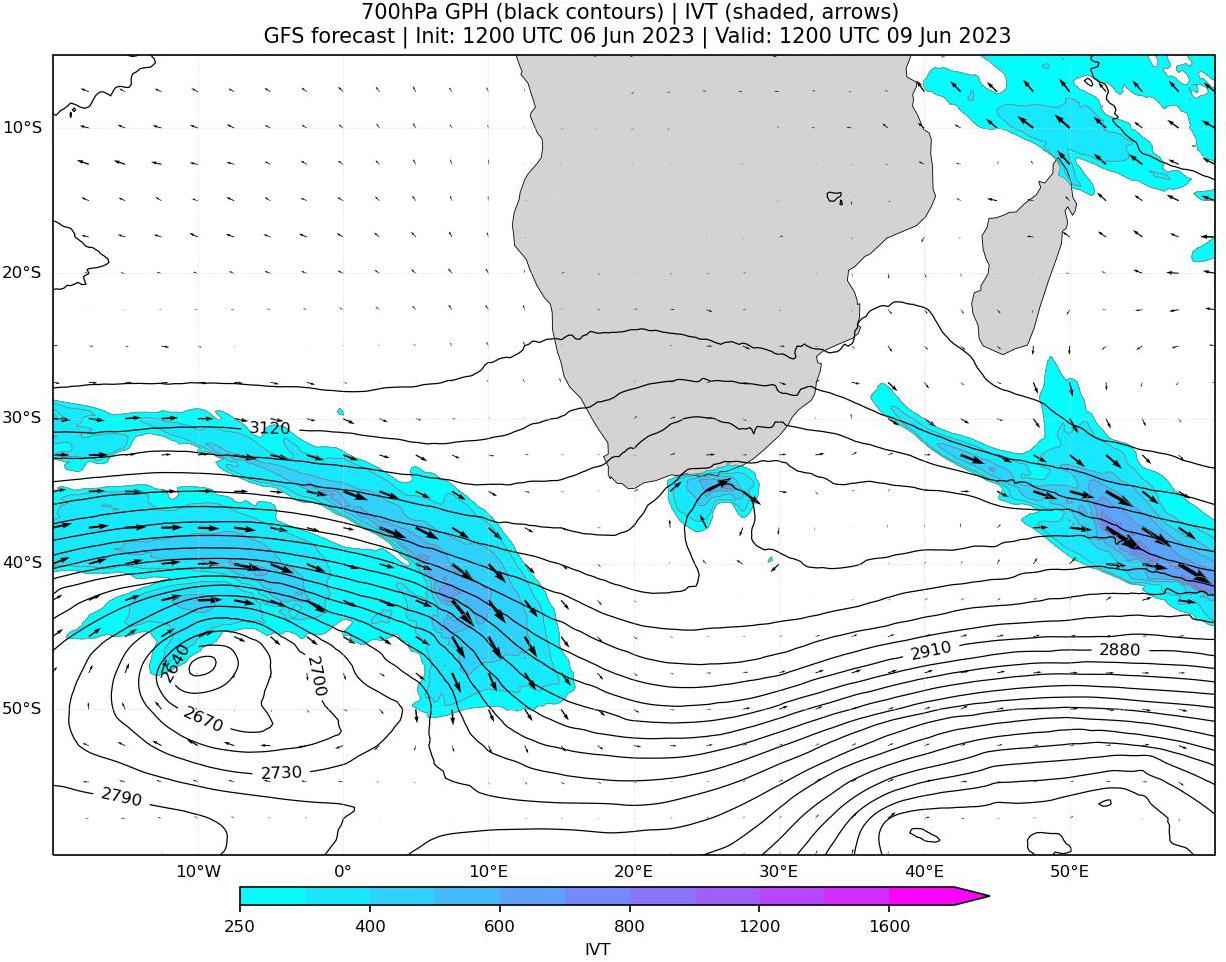 700hPa GPH (black contours) | IVT (shaded, arrows)
GFS forecast | Init: 1200 UTC 06 Jun 2023 | Valid: 1200 UTC 09 Jun 2023
10°S
20°S
30°S
3120
40°S
2640
2700
2910
2880
50°S
2670
2730
2790
10°W
0°
10°E
20°E
30°E
40°E
50°E
250
400
600
800
1200
1600
IVT